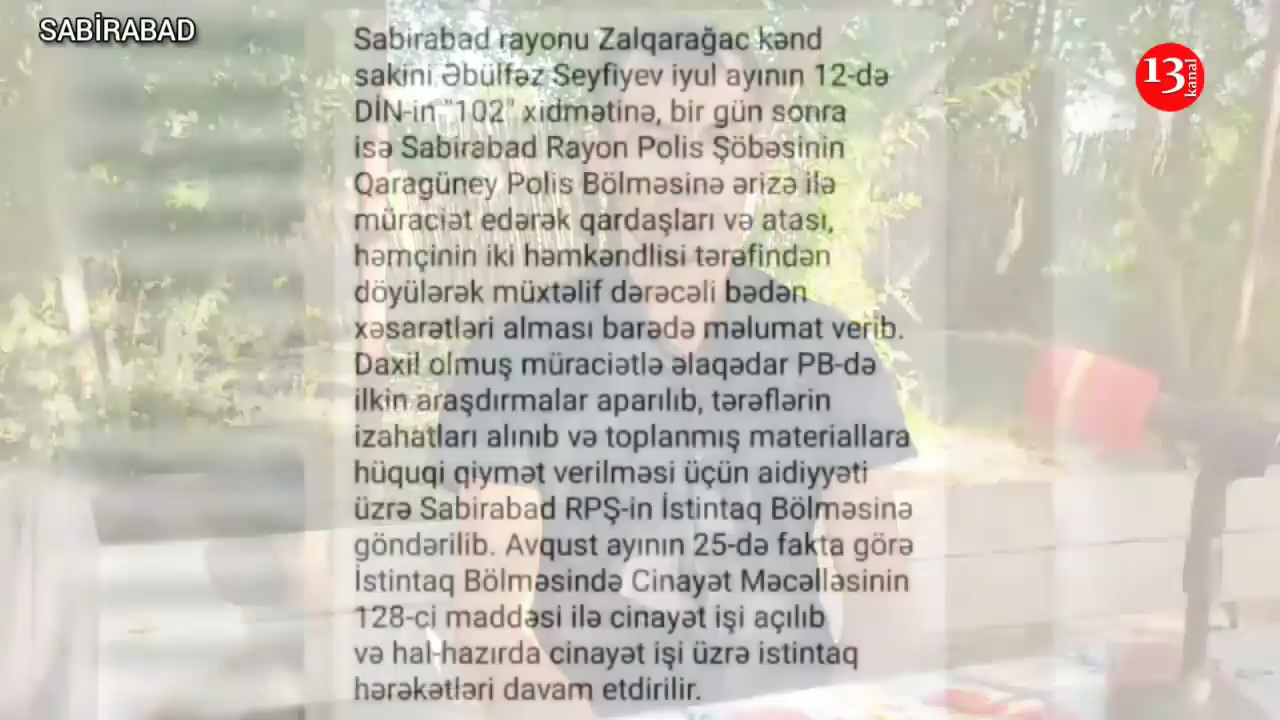 SABİRABAD
13
kanal
Sabirabad rayonu Zalqarağac kənd
sakini Əbülfəz Seyfiyev iyul ayının 12-də
DİN-in "102" xidmətinə, bir gün sonra
isə Sabirabad Rayon Polis Şöbəsinin
Qaragüney Polis Bölməsinə ərizə ilə
müraciət edərək qardaşları və atası,
həmçinin iki həmkəndlisi tərəfindən
döyülərək müxtəlif dərəcəli bədən
xəsarətləri alması barədə məlumat verib.
Daxil olmuş müraciətlə əlaqədar PB-də
ilkin araşdırmalar aparılıb, tərəflərin
izahatları alınıb və toplanmış materiallara
hüquqi qiymət verilməsi üçün aidiyyəti
üzrə Sabirabad RPŞ-in İstintaq Bölməsinə
göndərilib. Avqust ayının 25-də fakta görə
İstintaq Bölməsində Cinayət Məcəlləsinin
128-ci maddəsi ilə cinayət işi açılıb
və hal-hazırda cinayət işi üzrə istintaq
hərəkətləri davam etdirilir.